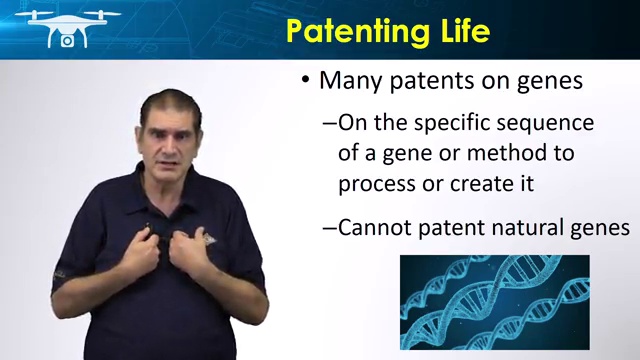 Patenting Life
• Many patents on genes
–On the specific sequence
of a gene or method to
process or create it
–Cannot patent natural genes